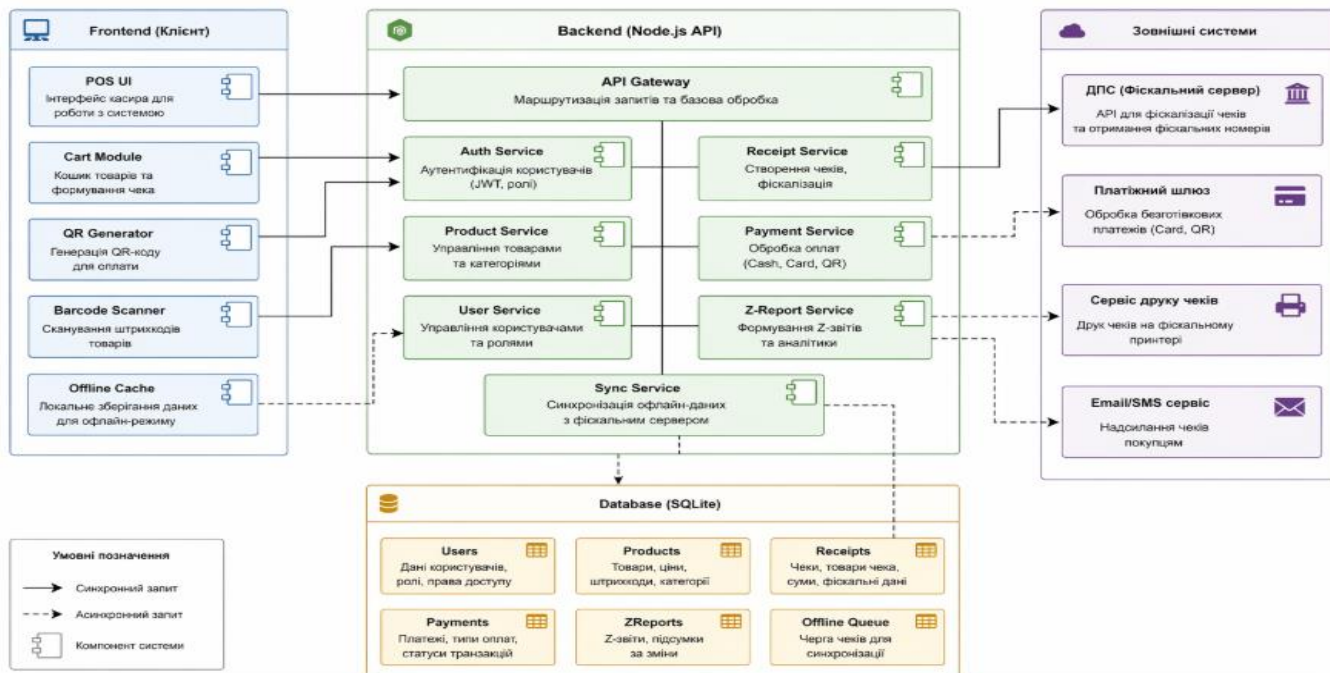 Frontend (Клієнт)
POS UI
Інтерфейс касира для
роботи з системою
Cart Module
Кошик товарів та
формування чека
QR Generator
Генерація QR-коду
для оплати
Barcode Scanner
Сканування штрихкодів
товарів
Offline Cache
Локальне зберігання даних
для офлайн-режиму
Backend (Node.js API)
API Gateway
Маршрутизація запитів та базова обробка
Auth Service
Аутентифікація користувачів
(JWT, ролі)
Receipt Service
Створення чеків,
фіскалізація
Product Service
Управління товарами
та категоріями
Payment Service
Обробка оплат
(Cash, Card, QR)
User Service
Управління користувачами
та ролями
Z-Report Service
Формування Z-звітів
та аналітики
Sync Service
Синхронізація офлайн-даних
з фіскальним сервером
Зовнішні системи
ДПС (Фіскальний сервер)
API для фіскалізації чеків
та отримання фіскальних номерів
Платіжний шлюз
Обробка безготівкових
платежів (Card, QR)
Сервіс друку чеків
Друк чеків на фіскальному
принтері
Email/SMS сервіс
Надсилання чеків
покупцям
Database (SQLite)
Users
Дані користувачів,
ролі, права доступу
Products
Товари, ціни,
штрихкоди, категорії
Receipts
Чеки, товари чека,
суми, фіскальні дані
Payments
Платежі, типи оплат,
статуси транзакцій
ZReports
Z-звіти, підсумки
за зміни
Offline Queue
Черга чеків для
синхронізації
Умовні позначення
Синхронний запит
Асинхронний запит
Компонент системи